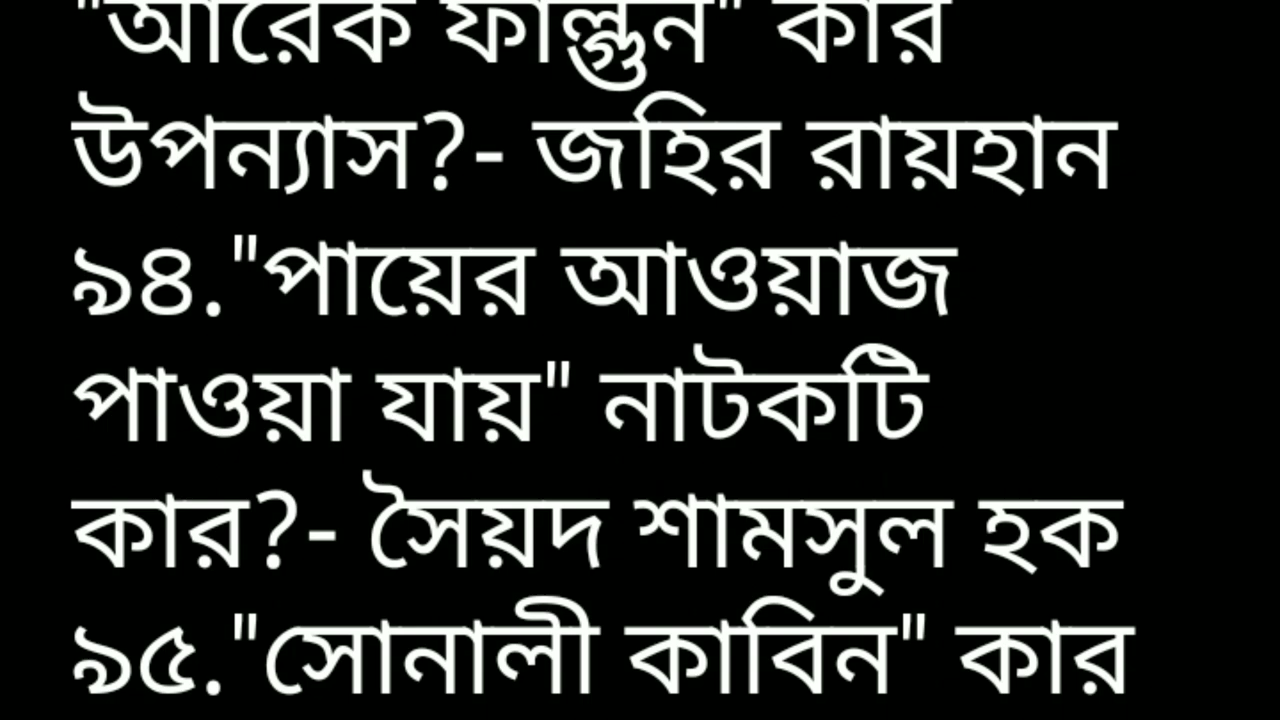 "আরেক ফাল্গুন" কার
উপন্যাস?- জহির রায়হান
৯৪."পায়ের আওয়াজ
পাওয়া যায়" নাটকটি
কার?- সৈয়দ শামসুল হক
৯৫."সোনালী কাবিন" কার